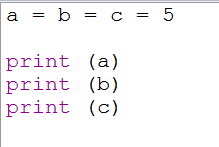 a = b = c = 5
print (a)
print (b)
print (c)